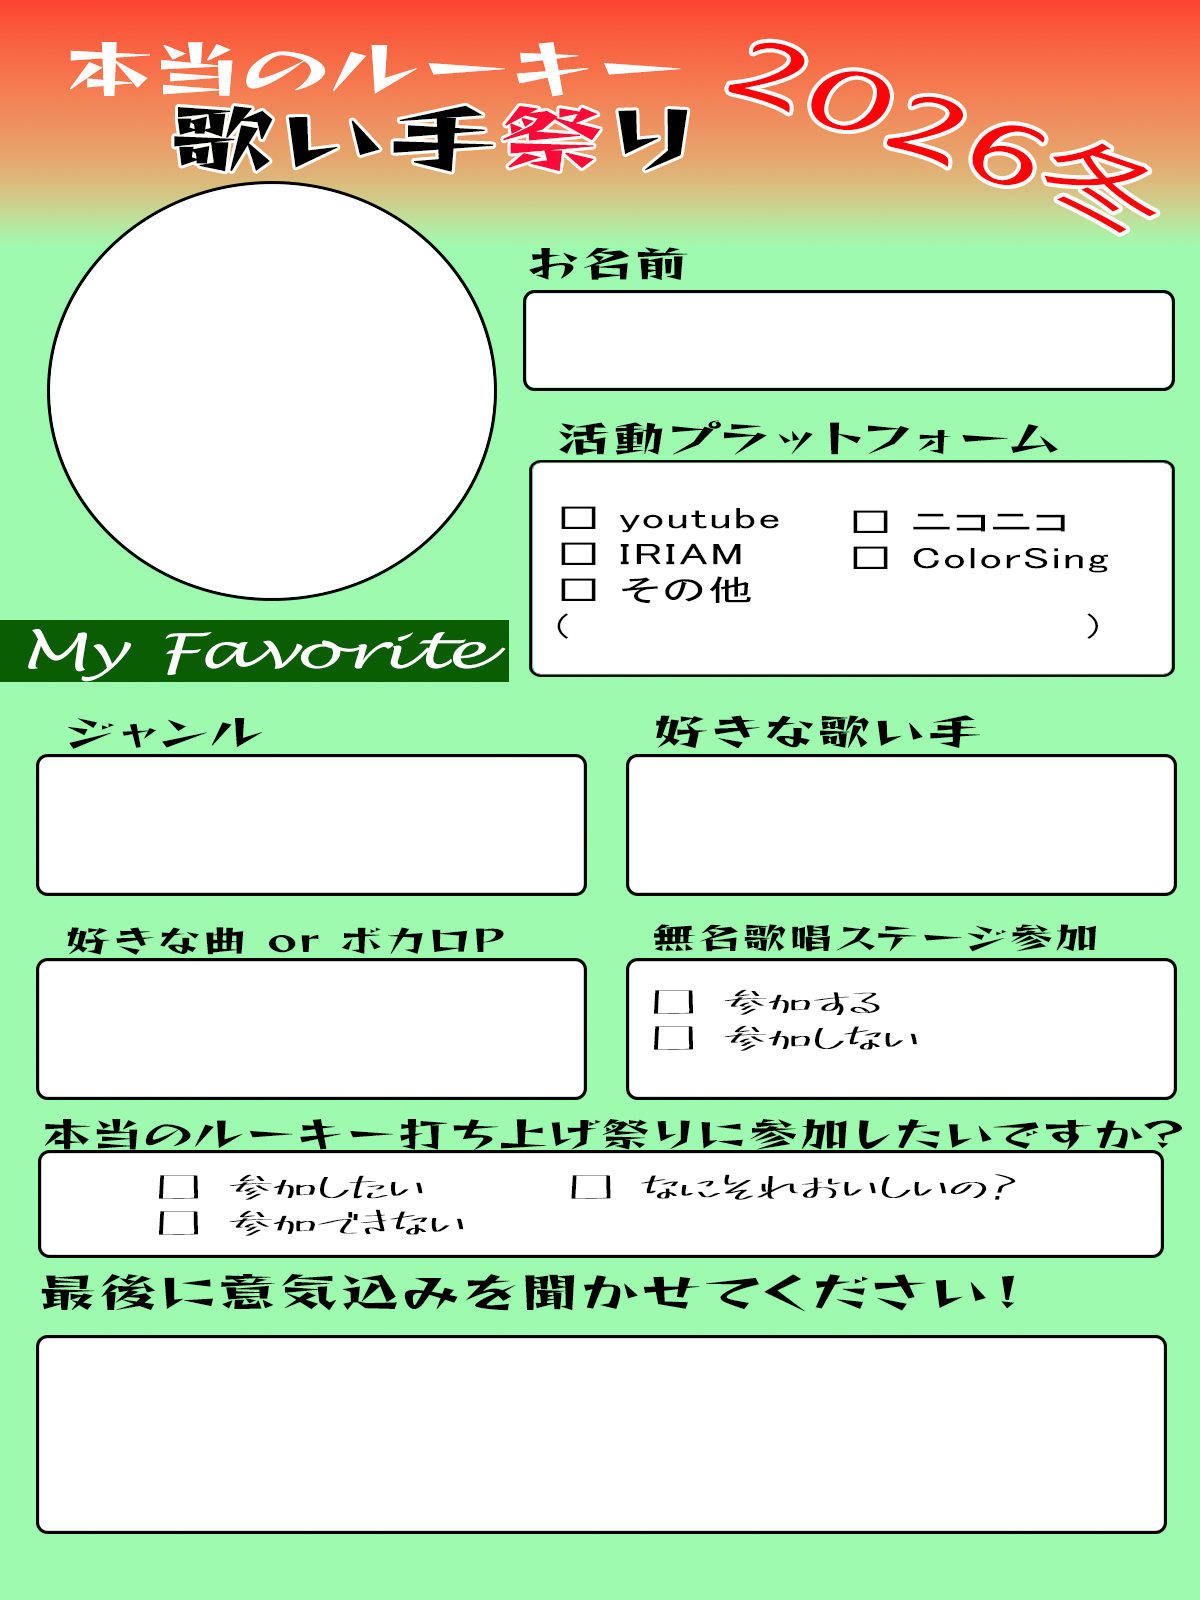 本当のルーキー
歌い手祭り
2026冬
お名前
活動プラットフォーム
□ youtube □ ニコニコ
□ IRIAM □ ColorSing
□ その他
( )
My Favorite
ジャンル
好きな歌い手
好きな曲 or ボカロP
無名歌唱ステージ参加
□ 参加する
□ 参加しない
本当のルーキー打ち上げ祭りに参加したいですか?
□ 参加したい □ なにそれおいしいの?
□ 参加できない
最後に意気込みを聞かせてください!